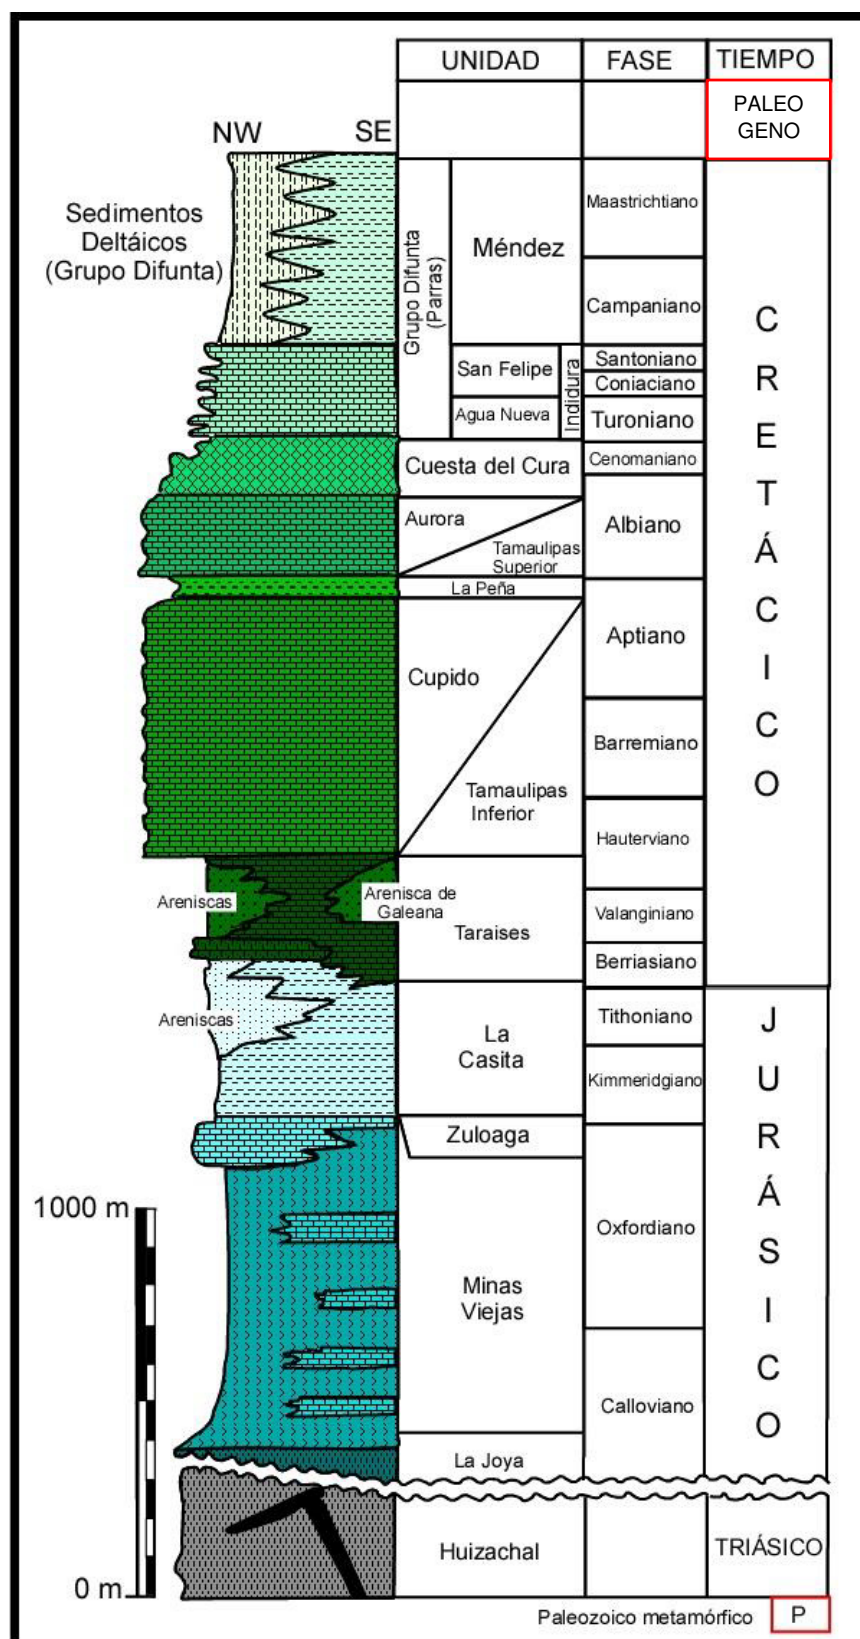 UNIDAD FASE TIEMPO
PALEO
GENO
NW SE
Sedimentos
Deltáicos
(Grupo Difunta)
Grupo Difunta
(Parras)
Méndez
Maastrichtiano
Campaniano
San Felipe
Agua Nueva
Indidura
Santoniano
Coniaciano
Turoniano
Cuesta del Cura
Cenomaniano
Aurora
Tamaulipas
Superior
Albiano
La Peña
Aptiano
Cupido
Tamaulipas
Inferior
Barremiano
Hauterviano
CRETÁCICO
Areniscas
Arenisca de
Galeana
Taraises
Valanginiano
Berriasiano
Areniscas
La
Casita
Tithoniano
Kimmeridgiano
Zuloaga
Oxfordiano
JURÁSICO
1000 m
Minas
Viejas
Calloviano
La Joya
Huizachal
TRIÁSICO
0 m
Paleozoico metamórfico P